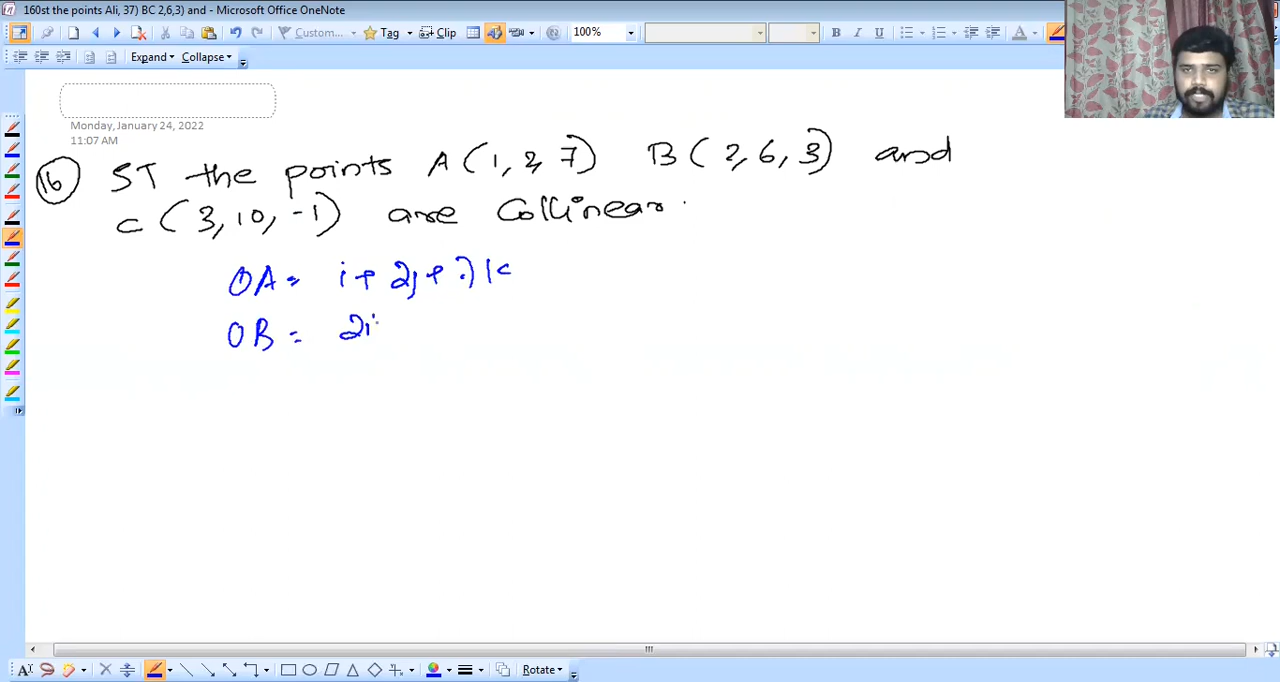 160st the points Ali, 37) BC 2,6,3) and - Microsoft Office OneNote
Custom... Tag Clip 100% B I U A
Expand Collapse
Monday, January 24, 2022
11:07 AM
16 ST the points A (1, 2, 7) B (2, 6, 3) and
C (3, 10, -1) are Collinear.
OA = i + 2j + 7k
OB = 2i
A Rotate